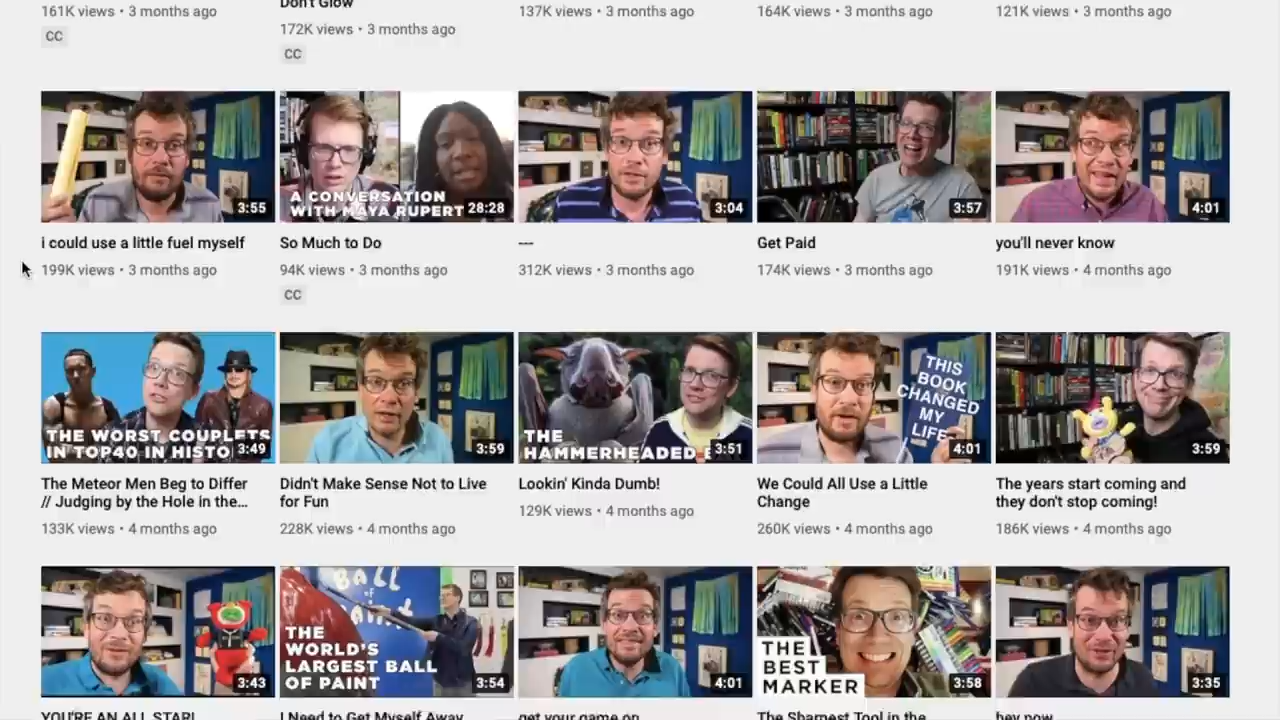 161K views • 3 months ago
Don't Glow
137K views • 3 months ago
164K views • 3 months ago
121K views • 3 months ago
CC
172K views • 3 months ago
CC
3:55
A CONVERSATION
WITH MAYA RUPERT
28:28
3:04
3:57
4:01
i could use a little fuel myself
So Much to Do
---
Get Paid
you'll never know
199K views • 3 months ago
94K views • 3 months ago
312K views • 3 months ago
174K views • 3 months ago
191K views • 4 months ago
CC
THE WORST COUPLETS
IN TOP40 IN HISTO
3:49
3:59
THE
HAMMERHEADED
3:51
THIS
BOOK
CHANGED
MY
LIFE
4:01
3:59
The Meteor Men Beg to Differ
// Judging by the Hole in the...
Didn't Make Sense Not to Live
for Fun
Lookin' Kinda Dumb!
We Could All Use a Little
Change
The years start coming and
they don't stop coming!
133K views • 4 months ago
228K views • 4 months ago
129K views • 4 months ago
260K views • 4 months ago
186K views • 4 months ago
3:43
BALL
of
PAINT
THE
WORLD'S
LARGEST BALL
OF PAINT
3:54
4:01
THE
BEST
MARKER
3:58
3:35
YOU'RE AN ALL STAR!
I Need to Get Myself Away
get your game on
The Sharpest Tool in the
hey now